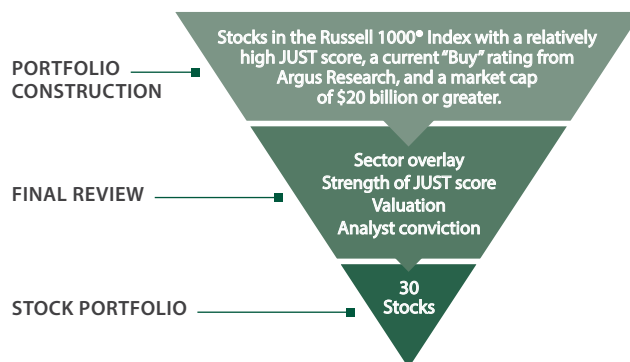 Stocks in the Russell 1000® Index with a relatively
high JUST score, a current “Buy” rating from
Argus Research, and a market cap
of $20 billion or greater.
PORTFOLIO
CONSTRUCTION
Sector overlay
Strength of JUST score
Valuation
Analyst conviction
FINAL REVIEW
30
Stocks
STOCK PORTFOLIO